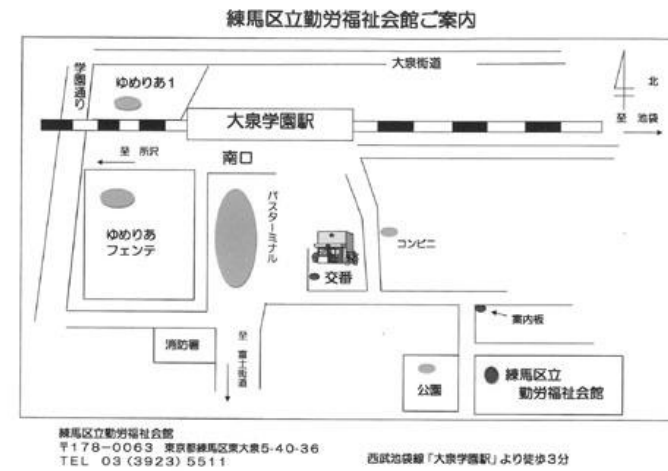 練馬区立勤労福祉会館ご案内
大泉街道
学園通り
ゆめりあ1
北
大泉学園駅
至 池袋
至 所沢
南口
ゆめりあ
フェンテ
バスターミナル
コンビニ
交番
案内板
消防署
至 富士街道
公園
練馬区立
勤労福祉会館
練馬区立勤労福祉会館
〒178-0063 東京都練馬区東大泉5-40-36
TEL 03(3923)5511
西武池袋線「大泉学園駅」より徒歩3分